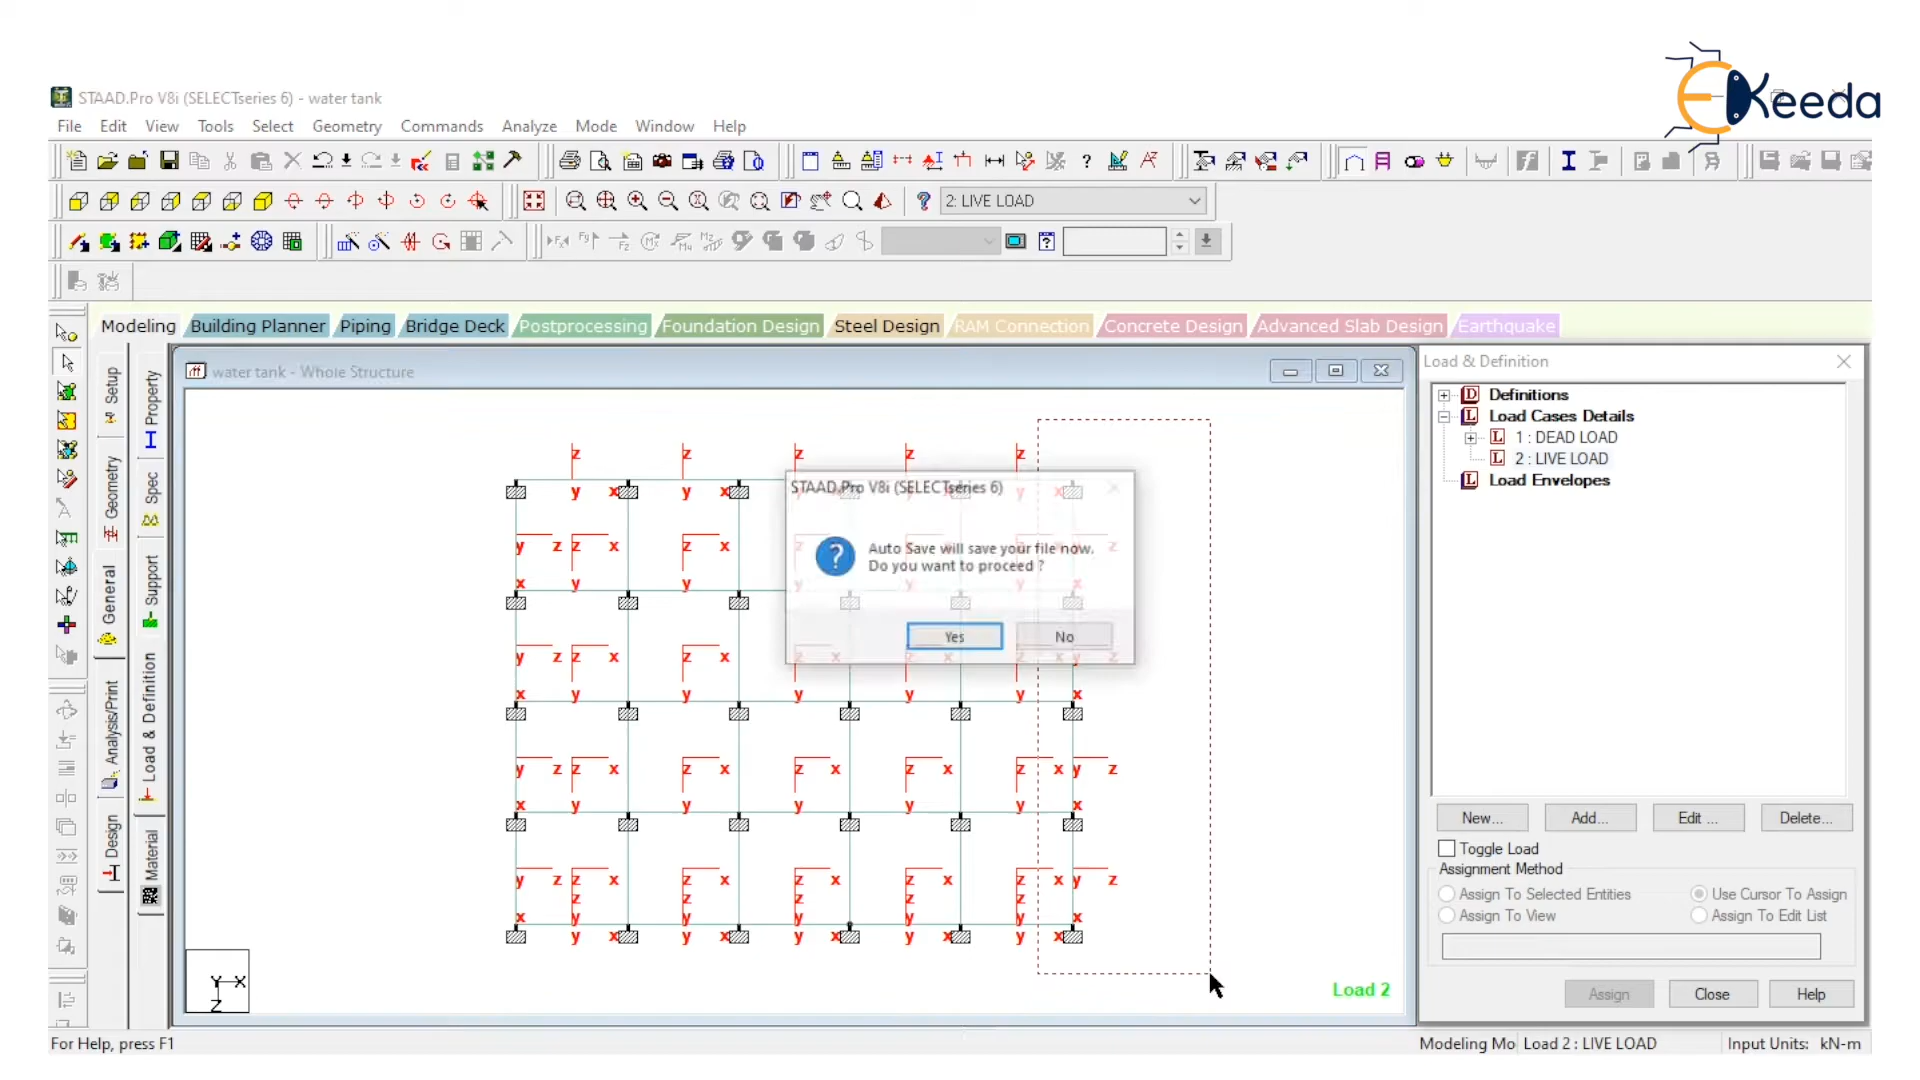 EKeeda
STAAD.Pro V8i (SELECTseries 6) - water tank
File Edit View Tools Select Geometry Commands Analyze Mode Window Help
2: LIVE LOAD
Modeling Building Planner Piping Bridge Deck Postprocessing Foundation Design Steel Design RAM Connection Concrete Design Advanced Slab Design Earthquake
Setup
Geometry
General
Analysis/Print
Design
Property
Spec
Support
Load & Definition
Material
water tank - Whole Structure
z z z z z
y x y x y x y x
y z z x z x z z
x y y y y x
y z z x z x z x z x z x y z
x y y y y y x
y z z x z x z x z x z x y z
x y y y y y x
y z z x z x z x z x z x y z
z z z z z
x y y y y y x
y x y x y x y x y x
STAAD.Pro V8i (SELECTseries 6)
Auto Save will save your file now.
Do you want to proceed ?
Yes No
Y X
Z
Load 2
Load & Definition
Definitions
Load Cases Details
1 : DEAD LOAD
2 : LIVE LOAD
Load Envelopes
New... Add... Edit ... Delete...
Toggle Load
Assignment Method
Assign To Selected Entities Use Cursor To Assign
Assign To View Assign To Edit List
Assign Close Help
For Help, press F1
Modeling Mo Load 2 : LIVE LOAD Input Units: kN-m